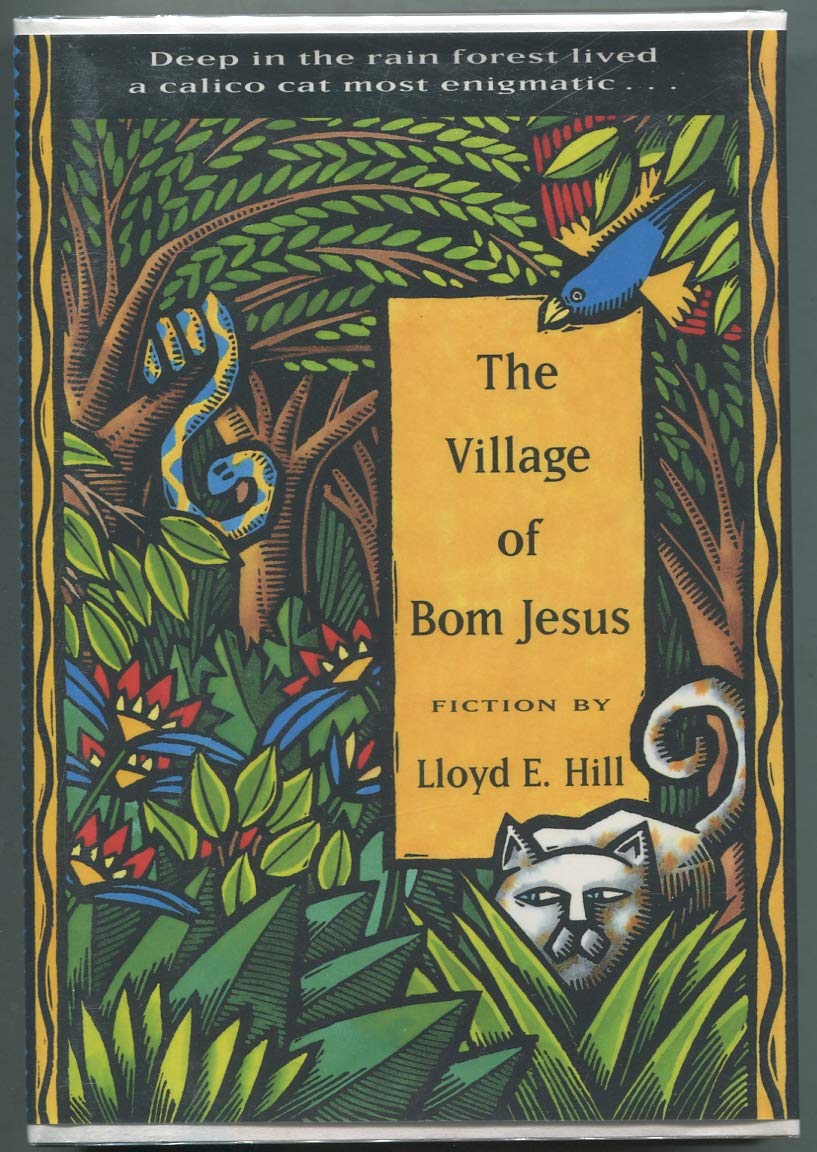 Deep in the rain forest lived
a calico cat most enigmatic . . .
The
Village
of
Bom Jesus
FICTION BY
Lloyd E. Hill